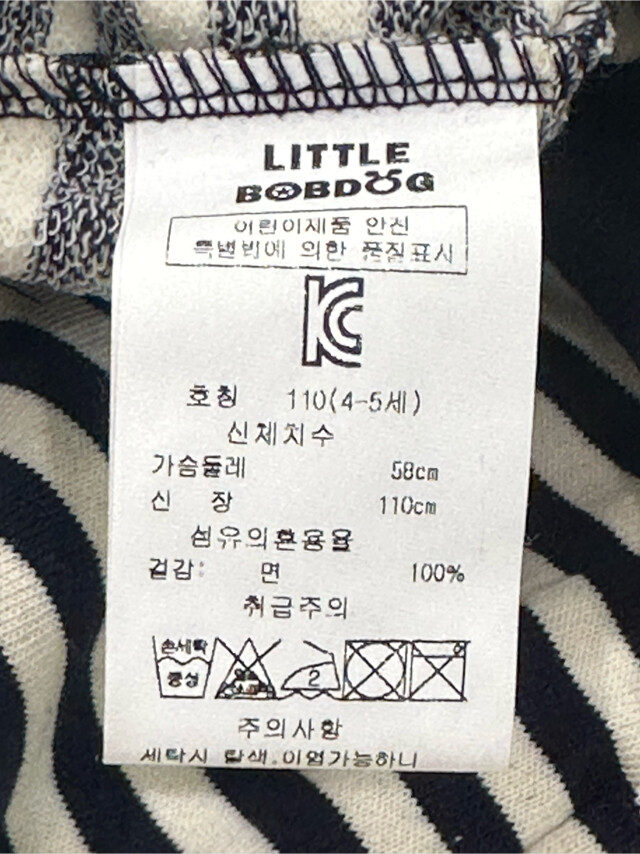 LITTLE
BOBDOG
어린이제품 안전
특별법에 의한 품질표시
KC
호칭 110(4-5세)
신체치수
가슴둘레 58cm
신 장 110cm
섬유의혼용율
겉감: 면 100%
취급주의
손세탁
중성
2
주의사항
세탁시 탈색.이염가능하니